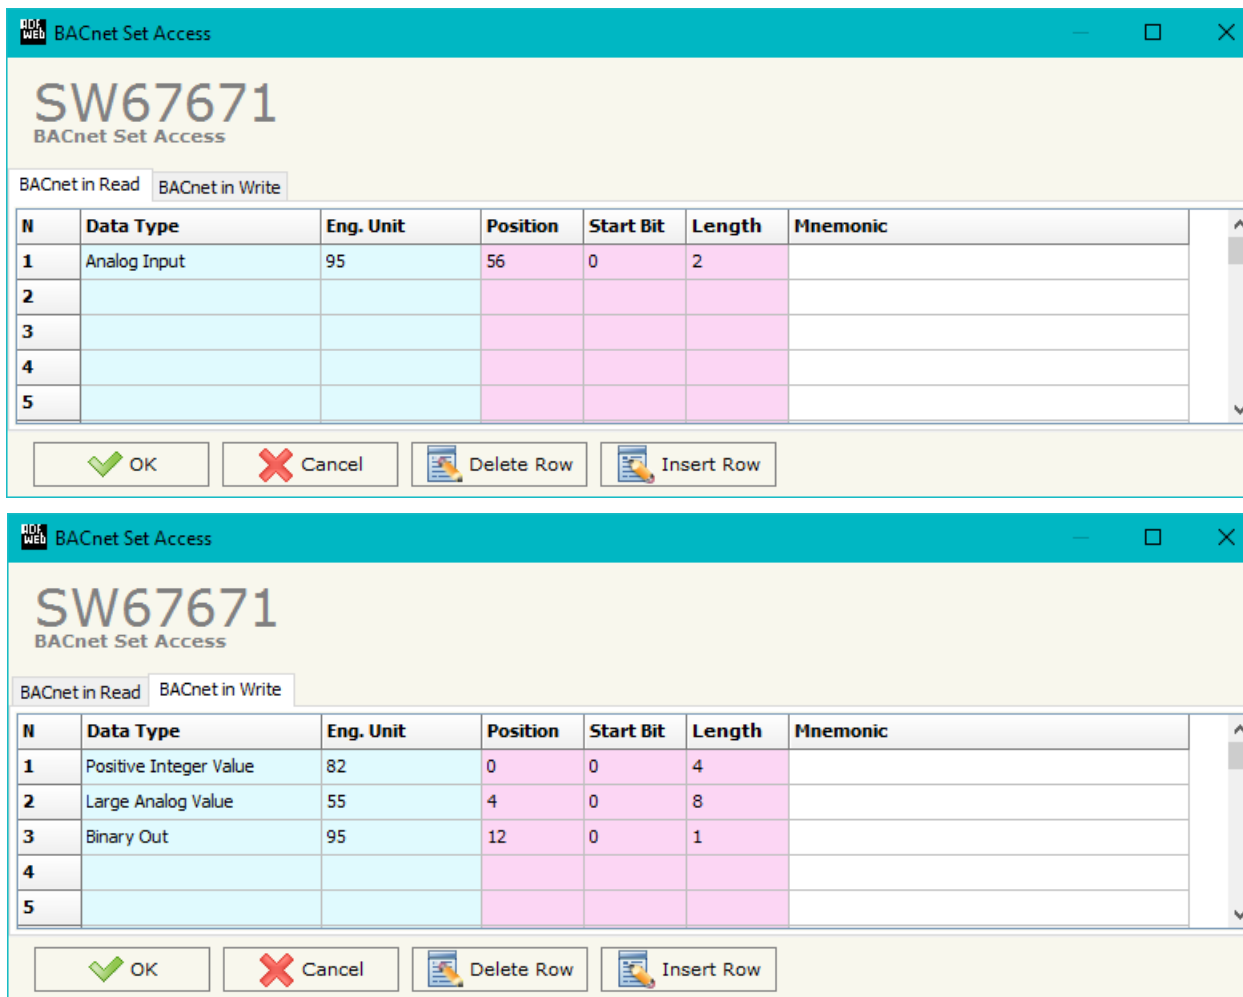 ADF WEB BACnet Set Access
SW67671
BACnet Set Access
BACnet in Read BACnet in Write
N Data Type Eng. Unit Position Start Bit Length Mnemonic
1 Analog Input 95 56 0 2
2
3
4
5
OK Cancel Delete Row Insert Row
ADF WEB BACnet Set Access
SW67671
BACnet Set Access
BACnet in Read BACnet in Write
N Data Type Eng. Unit Position Start Bit Length Mnemonic
1 Positive Integer Value 82 0 0 4
2 Large Analog Value 55 4 0 8
3 Binary Out 95 12 0 1
4
5
OK Cancel Delete Row Insert Row